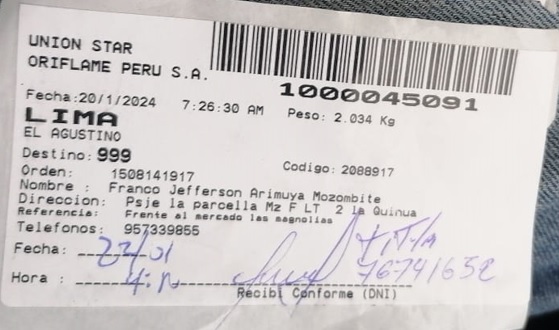 UNION STAR
ORIFLAME PERU S.A.
1000045091
Fecha:20/1/2024 7:26:30 AM Peso: 2.034 Kg
LIMA
EL AGUSTINO
Destino: 999 Codigo: 2088917
Orden: 1508141917
Nombre : Franco Jefferson Arimuya Mozombite
Direccion: Psje la parcella Mz F LT 2 la Quinua
Referencia: Frente al mercado las magnolias
Telefonos: 957339855
Fecha: 22/01
Hora :
76741652
Recibi Conforme (DNI)